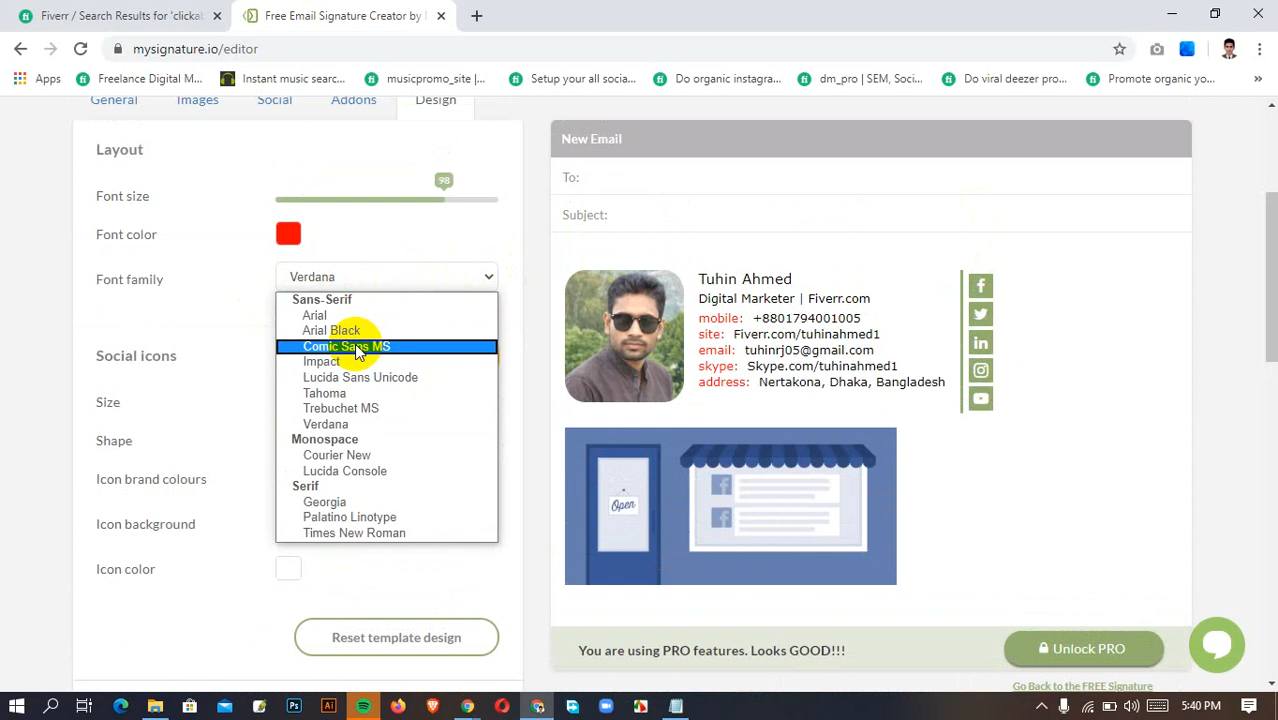 Fiverr / Search Results for 'clickal
Free Email Signature Creator by
mysignature.io/editor
Apps
Freelance Digital M...
Instant music searc...
musicpromo_site |...
Setup your all socia...
Do organic instagra...
dm_pro | SEM, Soci...
Do viral deezer pro...
Promote organic yo...
General
Images
Social
Addons
Design
Layout
Font size
98
Font color
Font family
Verdana
Sans-Serif
Arial
Arial Black
Comic Sans MS
Impact
Lucida Sans Unicode
Tahoma
Trebuchet MS
Verdana
Monospace
Courier New
Lucida Console
Serif
Georgia
Palatino Linotype
Times New Roman
Social icons
Size
Shape
Icon brand colours
Icon background
Icon color
Reset template design
New Email
To:
Subject:
Tuhin Ahmed
Digital Marketer | Fiverr.com
mobile: +8801794001005
site: Fiverr.com/tuhinahmed1
email: tuhinrj05@gmail.com
skype: Skype.com/tuhinahmed1
address: Nertakona, Dhaka, Bangladesh
Open
You are using PRO features. Looks GOOD!!!
Unlock PRO
Go Back to the FREE Signature
5:40 PM